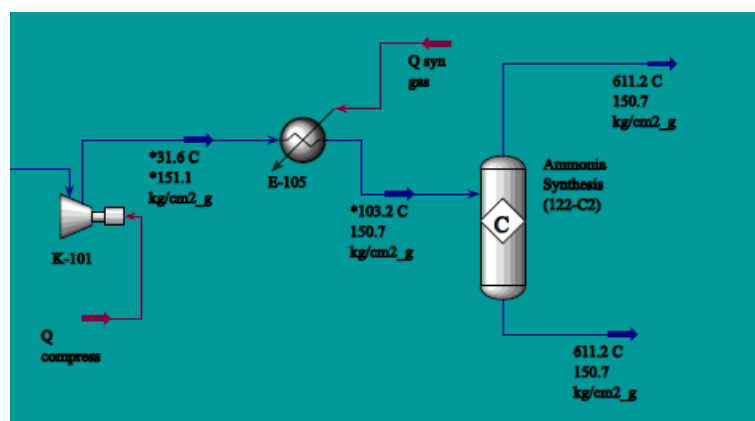 Q syn
gas
611.2 C
150.7
kg/cm2_g
*31.6 C
*151.1
kg/cm2_g
E-105
Ammonia
Synthesis
(122-C2)
*103.2 C
150.7
kg/cm2_g
C
K-101
Q
compress
611.2 C
150.7
kg/cm2_g